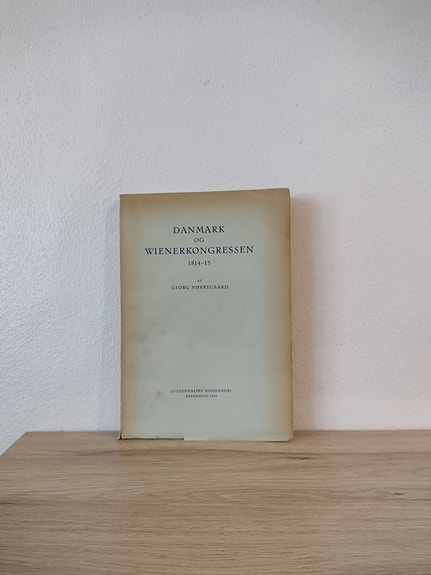 DANMARK
OG
WIENERKONGRESSEN
1814-15
AF
GEORG NØRREGAARD
GYLDENDALSKE BOGHANDEL
KØBENHAVN